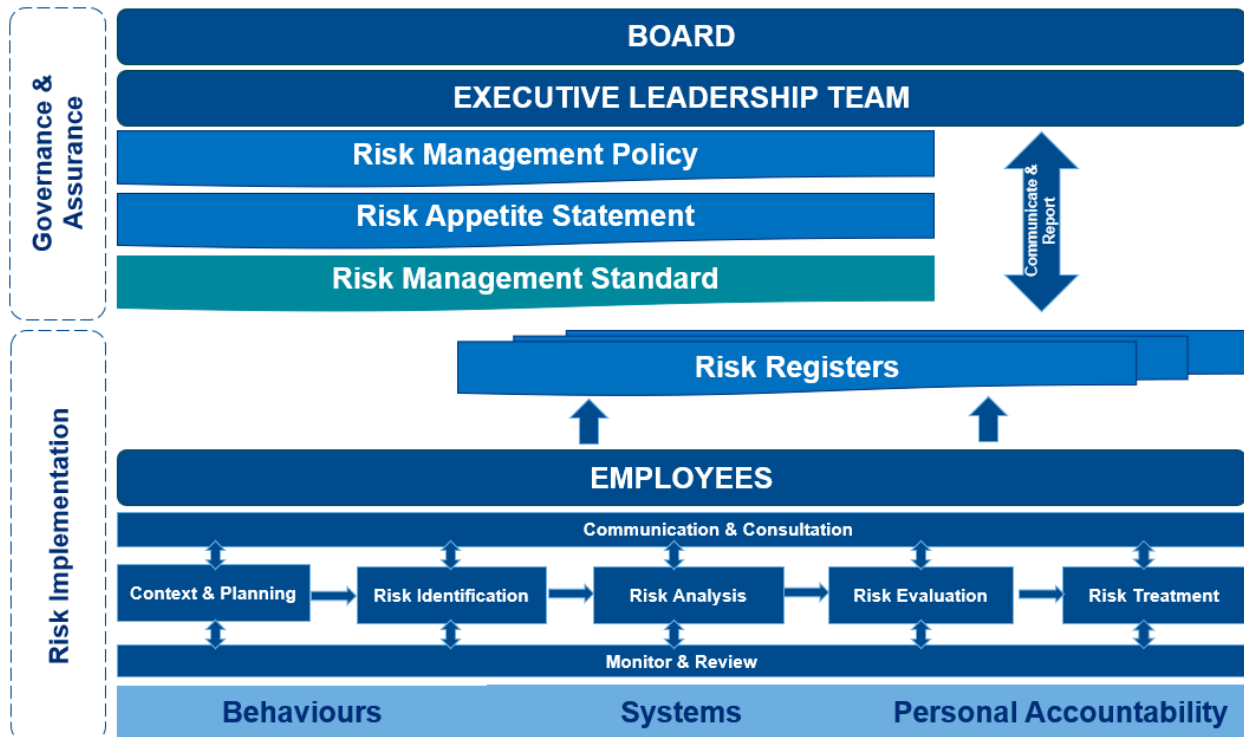 Governance &
Assurance
BOARD
EXECUTIVE LEADERSHIP TEAM
Risk Management Policy
Risk Appetite Statement
Risk Management Standard
Communicate &
Report
Risk Implementation
Risk Registers
EMPLOYEES
Communication & Consultation
Context & Planning
Risk Identification
Risk Analysis
Risk Evaluation
Risk Treatment
Monitor & Review
Behaviours
Systems
Personal Accountability